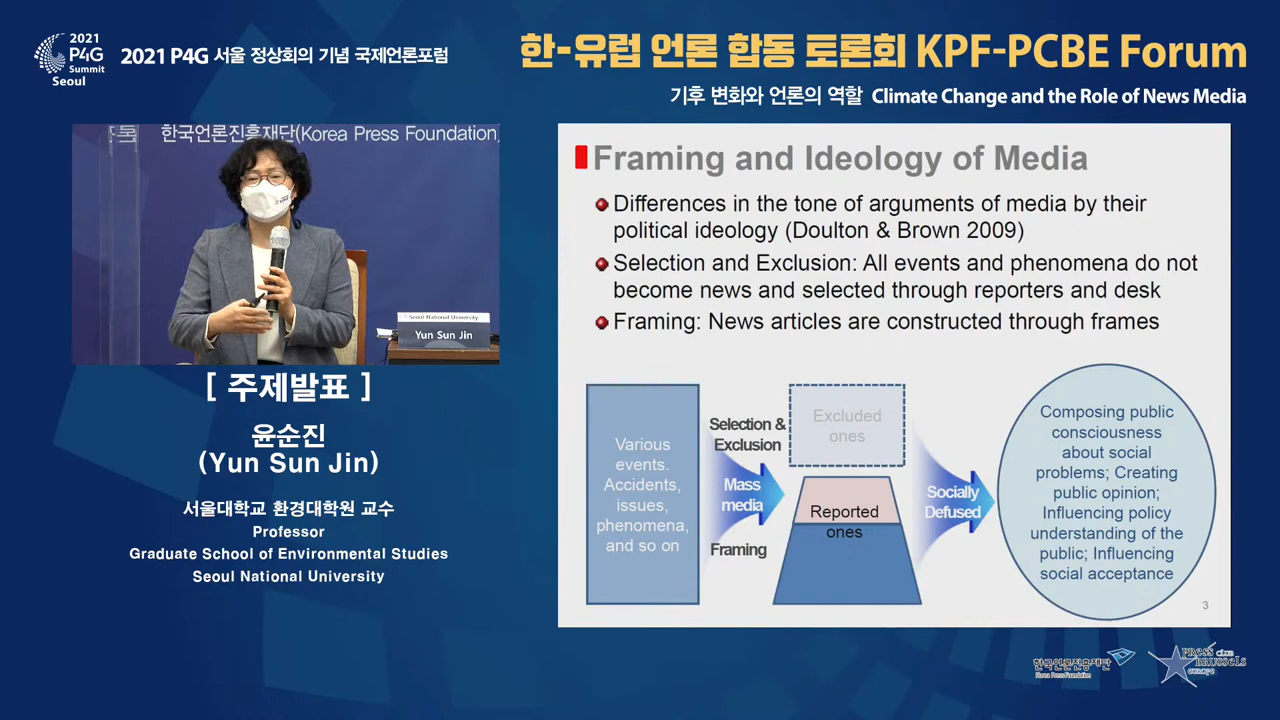 2021
P4G
Summit
Seoul
2021 P4G 서울 정상회의 기념 국제언론포럼
한-유럽 언론 합동 토론회 KPF-PCBE Forum
기후 변화와 언론의 역할 Climate Change and the Role of News Media
한국언론진흥재단(Korea Press Foundation)
Seoul National University
Yun Sun Jin
[ 주제발표 ]
윤순진
(Yun Sun Jin)
서울대학교 환경대학원 교수
Professor
Graduate School of Environmental Studies
Seoul National University
Framing and Ideology of Media
Differences in the tone of arguments of media by their
political ideology (Doulton & Brown 2009)
Selection and Exclusion: All events and phenomena do not
become news and selected through reporters and desk
Framing: News articles are constructed through frames
Various
events.
Accidents,
issues,
phenomena,
and so on
Selection &
Exclusion
Mass
media
Framing
Excluded
ones
Reported
ones
Socially
Defused
Composing public
consciousness
about social
problems; Creating
public opinion;
Influencing policy
understanding of the
public; Influencing
social acceptance
3
한국언론진흥재단
Korea Press Foundation
PRESS CLUB
BRUSSELS
europe